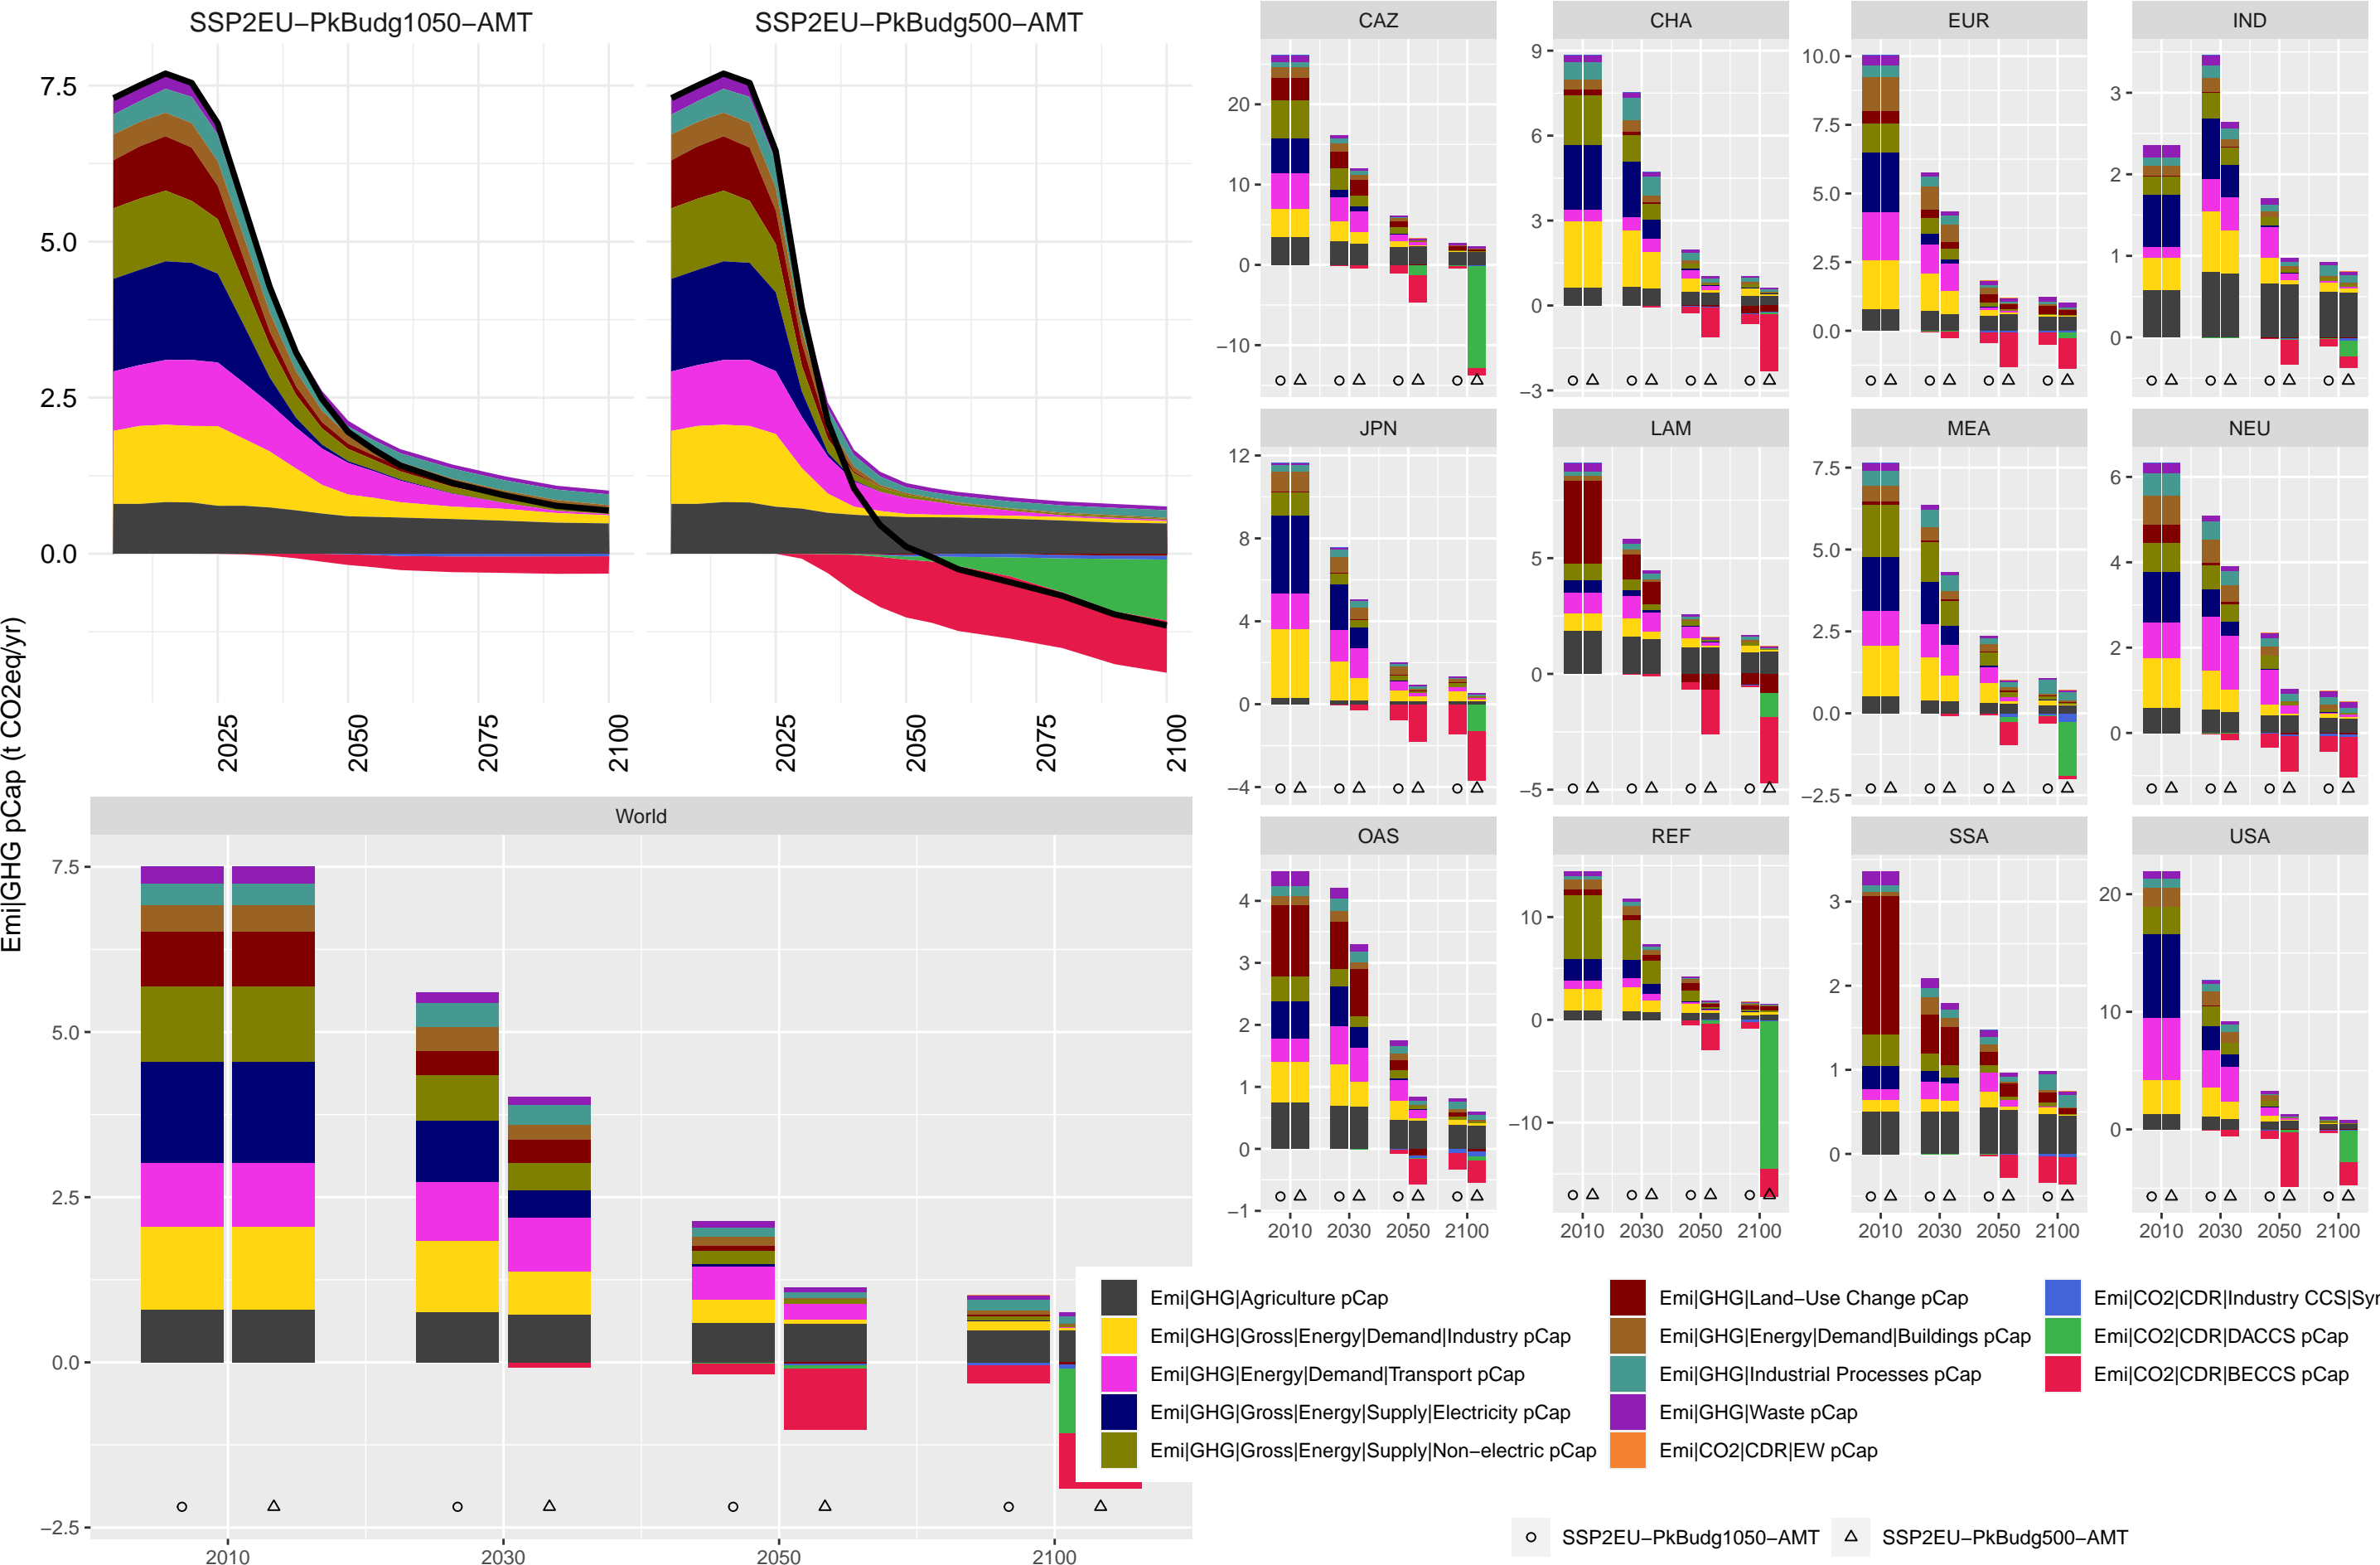 SSP2EU−PkBudg1050−AMT
SSP2EU−PkBudg500−AMT
7.5
5.0
2.5
0.0
2025
2050
2075
2100
2025
2050
2075
2100
Emi|GHG pCap (t CO2eq/yr)
World
7.5
5.0
2.5
0.0
−2.5
2010
2030
2050
2100
CAZ
20
10
0
−10
CHA
9
6
3
0
−3
EUR
10.0
7.5
5.0
2.5
0.0
IND
3
2
1
0
JPN
12
8
4
0
−4
LAM
5
0
−5
MEA
7.5
5.0
2.5
0.0
−2.5
NEU
6
4
2
0
OAS
4
3
2
1
0
−1
2010
2030
2050
2100
REF
10
0
−10
2010
2030
2050
2100
SSA
3
2
1
0
2010
2030
2050
2100
USA
20
10
0
2010
2030
2050
2100
Emi|GHG|Agriculture pCap
Emi|GHG|Gross|Energy|Demand|Industry pCap
Emi|GHG|Energy|Demand|Transport pCap
Emi|GHG|Gross|Energy|Supply|Electricity pCap
Emi|GHG|Gross|Energy|Supply|Non−electric pCap
Emi|GHG|Land−Use Change pCap
Emi|GHG|Energy|Demand|Buildings pCap
Emi|GHG|Industrial Processes pCap
Emi|GHG|Waste pCap
Emi|CO2|CDR|EW pCap
Emi|CO2|CDR|Industry CCS|Syn
Emi|CO2|CDR|DACCS pCap
Emi|CO2|CDR|BECCS pCap
SSP2EU−PkBudg1050−AMT
SSP2EU−PkBudg500−AMT